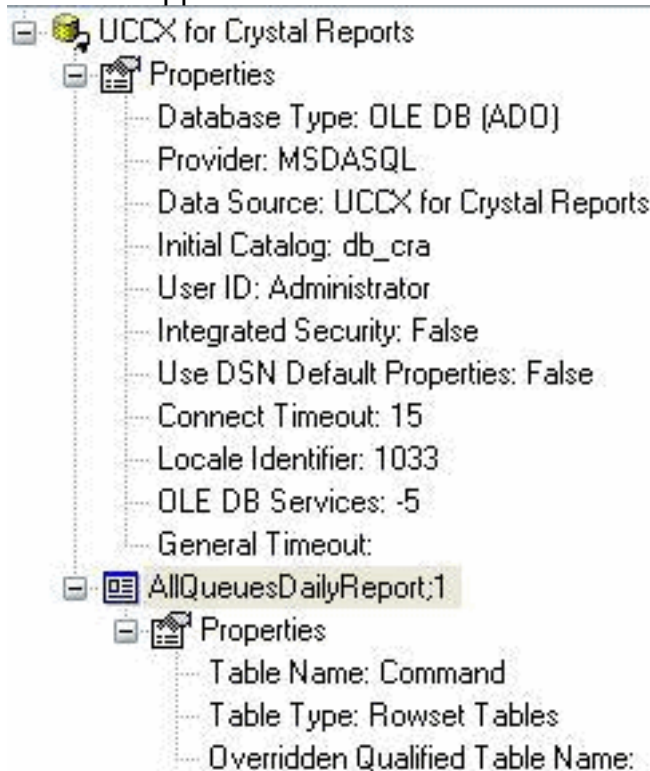 UCCX for Crystal Reports
Properties
Database Type: OLE DB (ADO)
Provider: MSDASQL
Data Source: UCCX for Crystal Reports
Initial Catalog: db_cra
User ID: Administrator
Integrated Security: False
Use DSN Default Properties: False
Connect Timeout: 15
Locale Identifier: 1033
OLE DB Services: -5
General Timeout:
AllQueuesDailyReport;1
Properties
Table Name: Command
Table Type: Rowset Tables
Overridden Qualified Table Name: